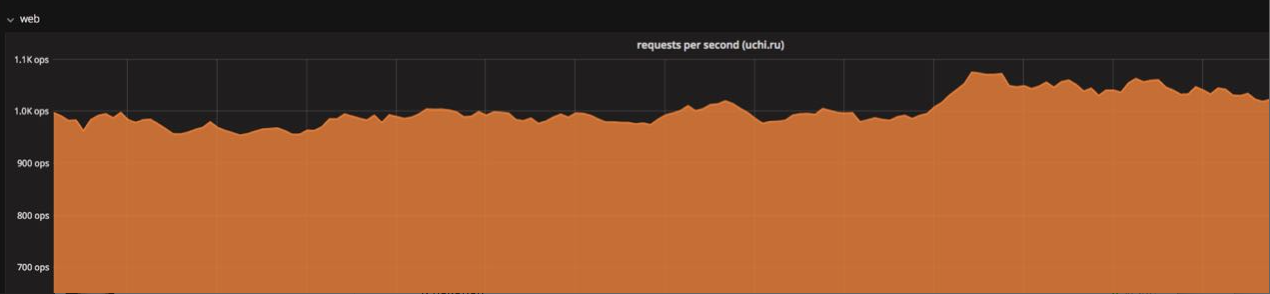 web
requests per second (uchi.ru)
1.1K ops
1.0K ops
900 ops
800 ops
700 ops